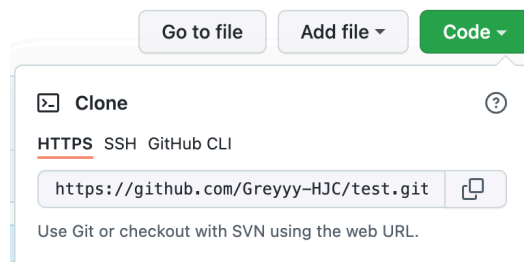 Go to file Add file Code
Clone
HTTPS SSH GitHub CLI
https://github.com/Greyyy-HJC/test.git
Use Git or checkout with SVN using the web URL.